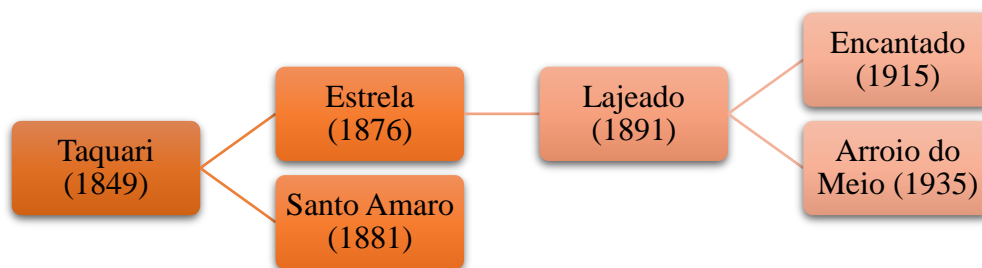 Taquari
(1849)
Estrela
(1876)
Santo Amaro
(1881)
Lajeado
(1891)
Encantado
(1915)
Arroio do
Meio (1935)